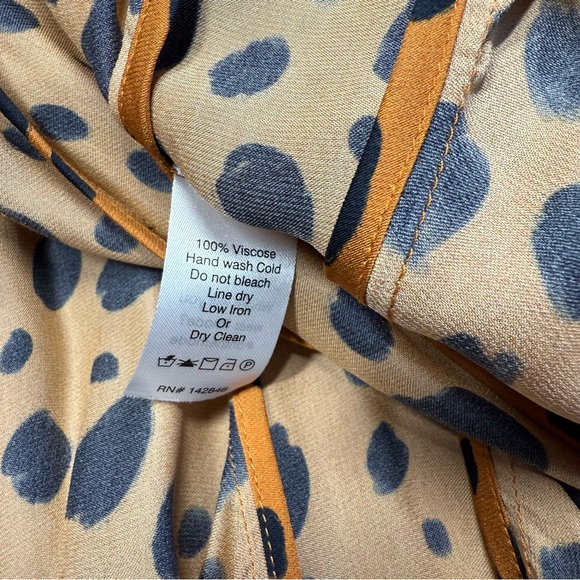 100% Viscose
Hand wash Cold
Do not bleach
Line dry
Low Iron
Or
Dry Clean
RN# 142846